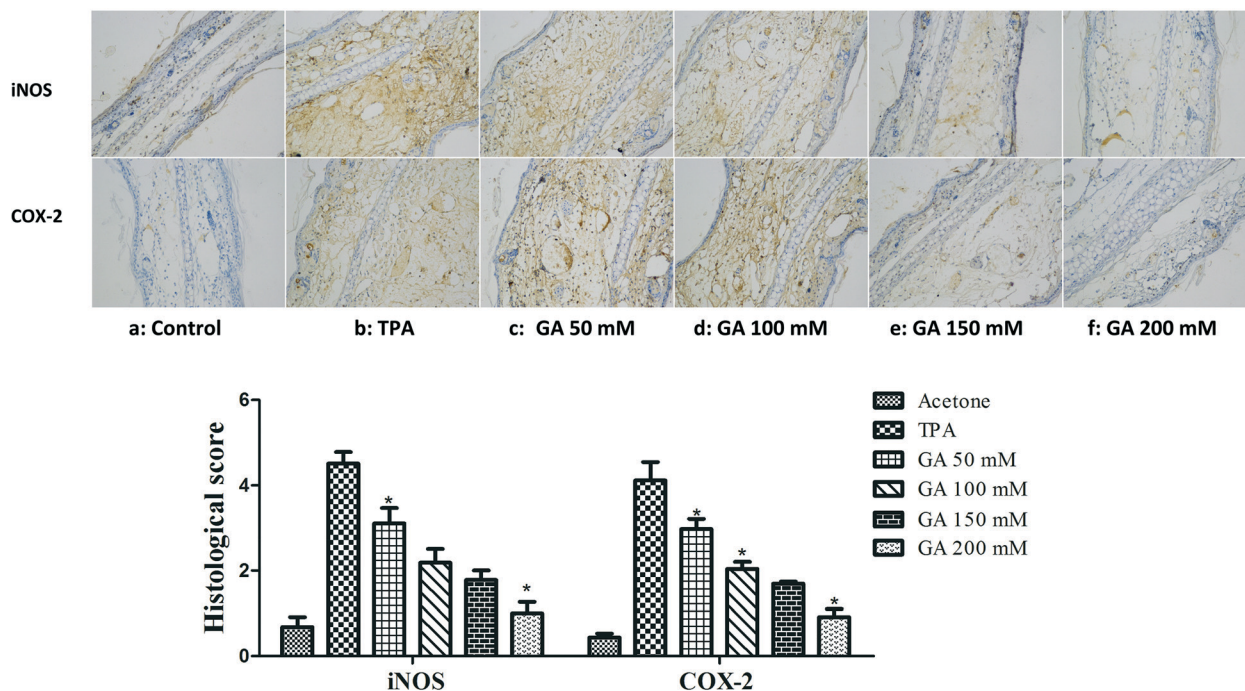 iNOS
COX-2
a: Control b: TPA c: GA 50 mM d: GA 100 mM e: GA 150 mM f: GA 200 mM
Histological score
6
4
2
0
* * * * *
iNOS COX-2
Acetone
TPA
GA 50 mM
GA 100 mM
GA 150 mM
GA 200 mM